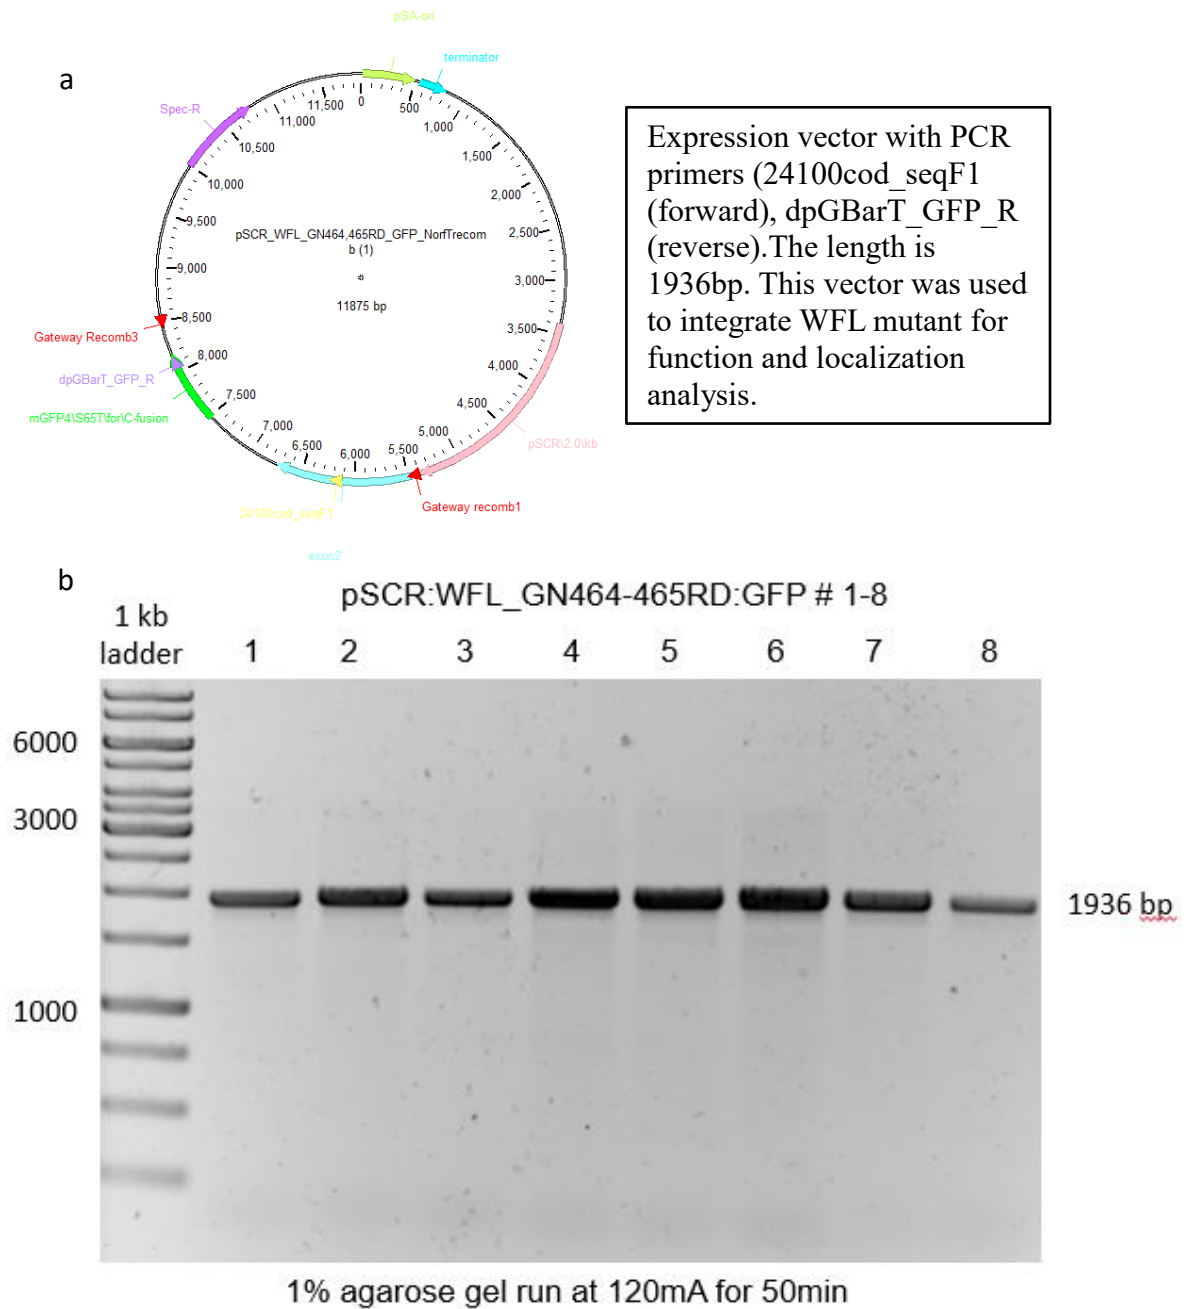 a
pSA-ori
terminator
Spec-R
0
500
1,000
1,500
2,000
2,500
3,000
3,500
4,000
4,500
5,000
5,500
6,000
6,500
7,000
7,500
8,000
8,500
9,000
9,500
10,000
10,500
11,000
11,500
pSCR_WFL_GN464,465RD_GFP_NorfTrecom
b (1)
11875 bp
Gateway Recomb3
dpGBarT_GFP_R
mGFP4\S65T\for\C-fusion
24100cod_seqF1
exon2
Gateway recomb1
pSCR\2.0\kb
Expression vector with PCR
primers (24100cod_seqF1
(forward), dpGBarT_GFP_R
(reverse).The length is
1936bp. This vector was used
to integrate WFL mutant for
function and localization
analysis.
b
pSCR:WFL_GN464-465RD:GFP # 1-8
1 kb
ladder
1 2 3 4 5 6 7 8
6000
3000
1936 bp
1000
1% agarose gel run at 120mA for 50min